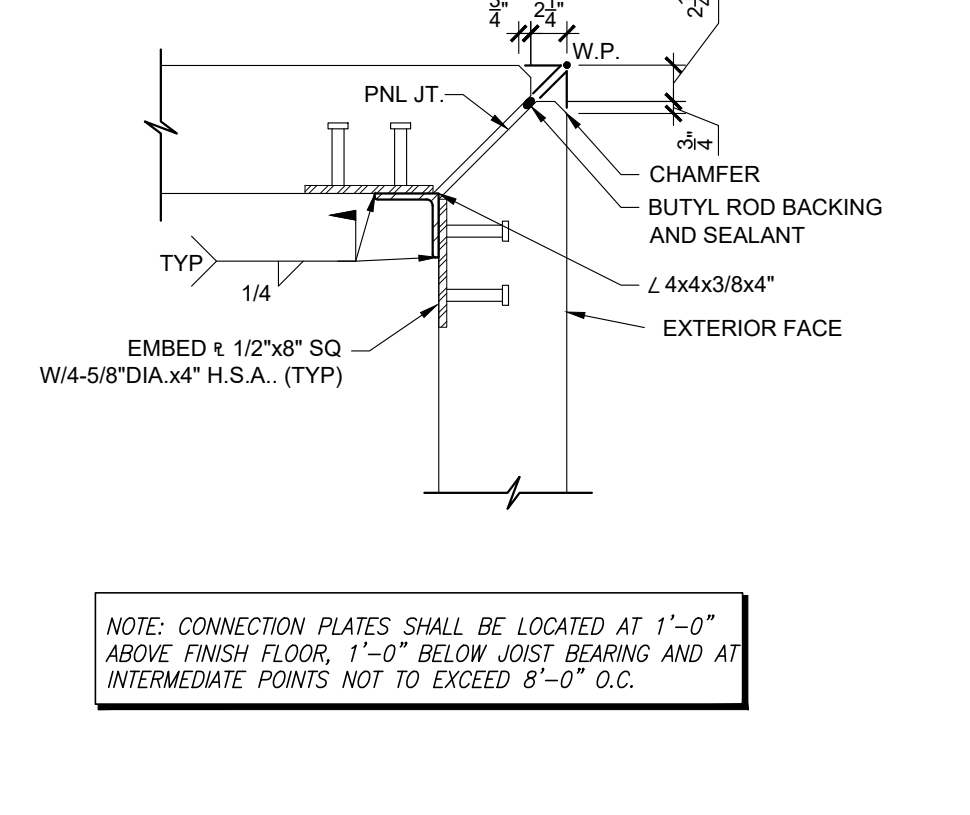 3/4" 2 1/4"
W.P.
PNL JT.
3/4"
CHAMFER
BUTYL ROD BACKING
AND SEALANT
TYP
1/4
∠ 4x4x3/8x4"
EXTERIOR FACE
EMBED ℄ 1/2"x8" SQ
W/4-5/8"DIA.x4" H.S.A.. (TYP)
NOTE: CONNECTION PLATES SHALL BE LOCATED AT 1'-0"
ABOVE FINISH FLOOR, 1'-0" BELOW JOIST BEARING AND AT
INTERMEDIATE POINTS NOT TO EXCEED 8'-0" O.C.